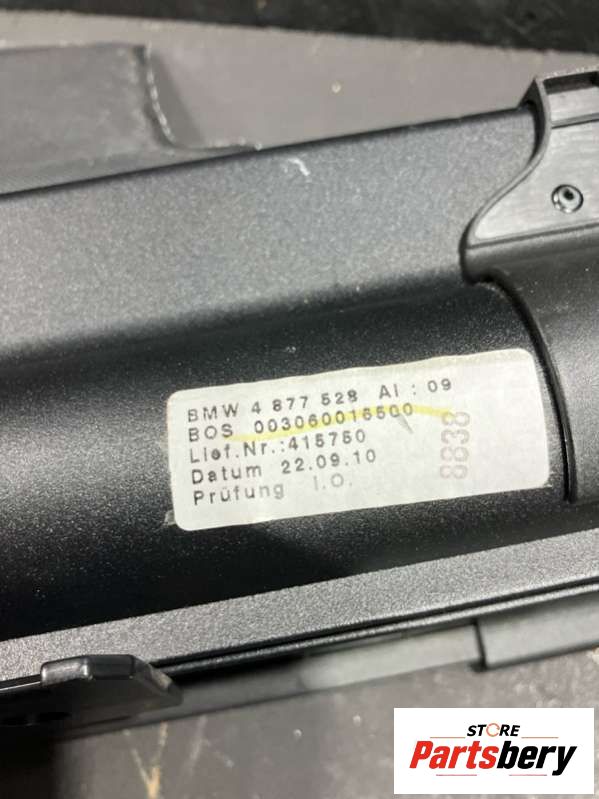 BMW 4 877 528 AI : 09
BOS 003060016500
Lief.Nr.:415750
Datum 22.09.10
Prüfung I.O.
8838
STORE
Partsbery